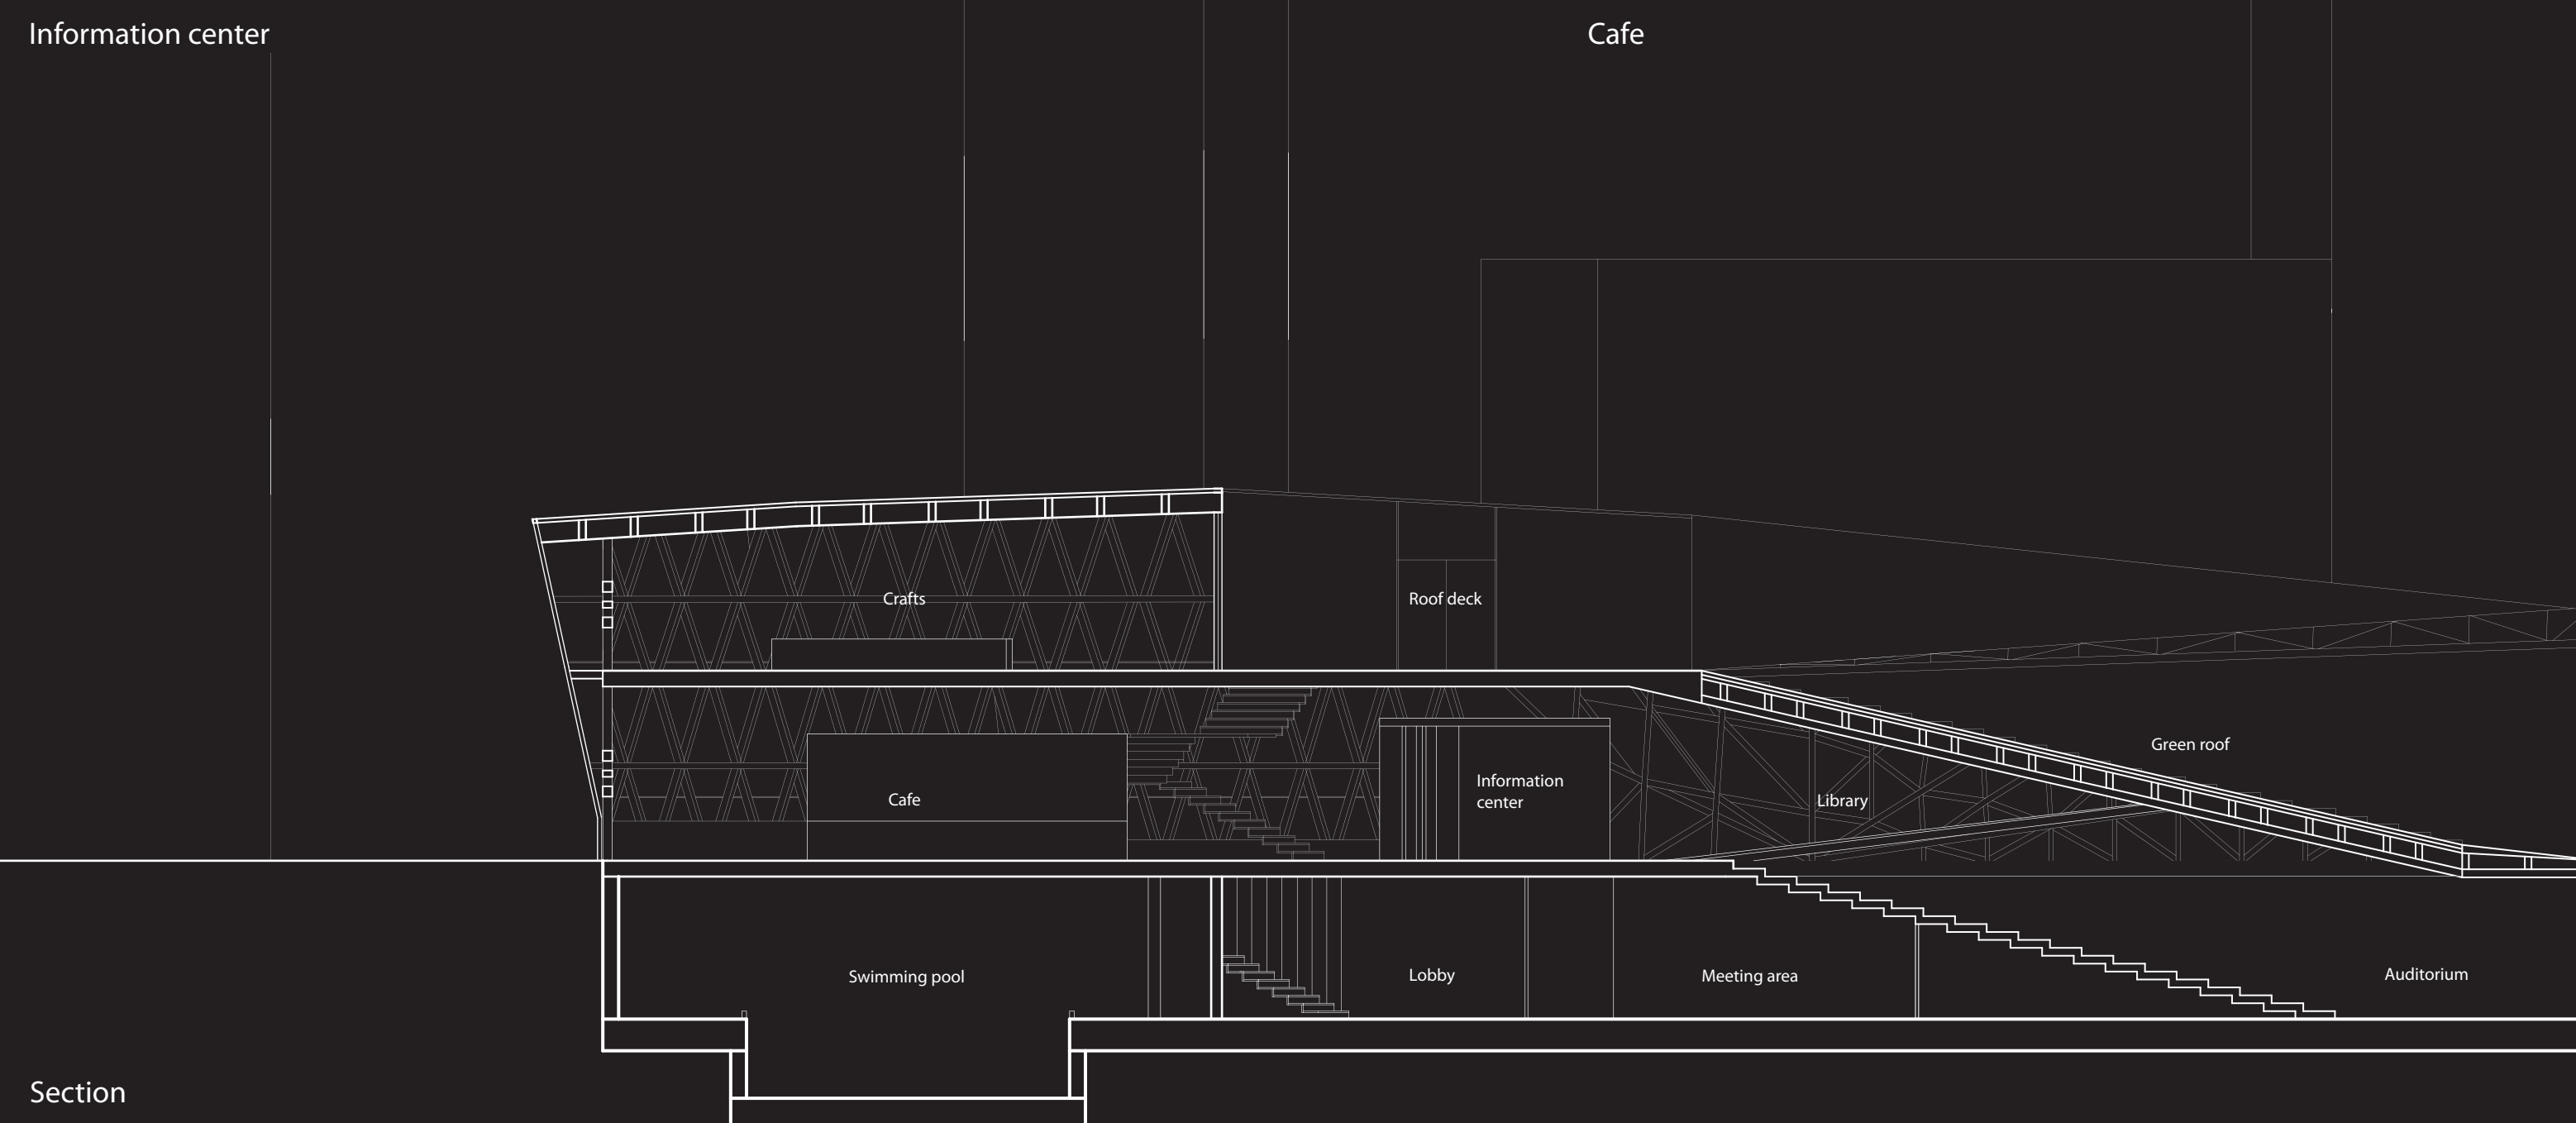 Information center
Cafe
Crafts
Roof deck
Green roof
Cafe
Information
center
Library
Swimming pool
Lobby
Meeting area
Auditorium
Section